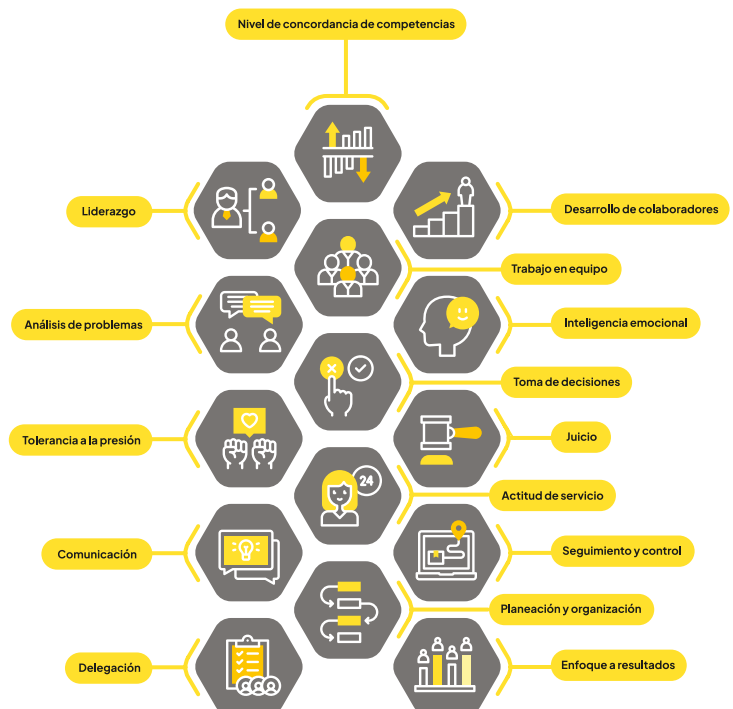 Nivel de concordancia de competencias
Liderazgo
Desarrollo de colaboradores
Trabajo en equipo
Análisis de problemas
Inteligencia emocional
Toma de decisiones
Tolerancia a la presión
Juicio
24
Actitud de servicio
Comunicación
Seguimiento y control
Planeación y organización
Delegación
Enfoque a resultados